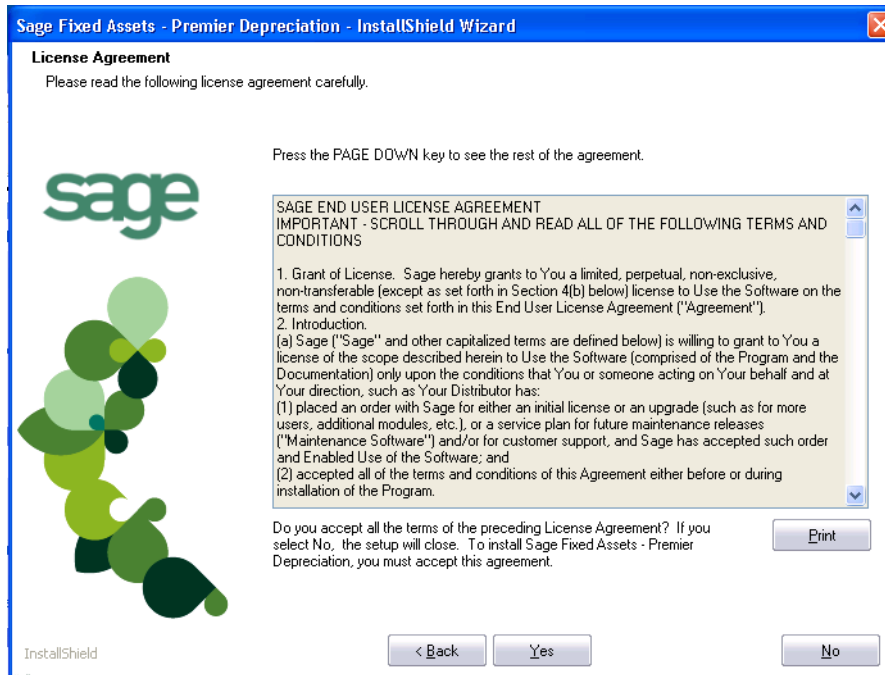 Sage Fixed Assets - Premier Depreciation - InstallShield Wizard
License Agreement
Please read the following license agreement carefully.
Press the PAGE DOWN key to see the rest of the agreement.
sage
SAGE END USER LICENSE AGREEMENT
IMPORTANT - SCROLL THROUGH AND READ ALL OF THE FOLLOWING TERMS AND
CONDITIONS
1. Grant of License.  Sage hereby grants to You a limited, perpetual, non-exclusive,
non-transferable (except as set forth in Section 4(b) below) license to Use the Software on the
terms and conditions set forth in this End User License Agreement ("Agreement").
2. Introduction.
(a) Sage ("Sage" and other capitalized terms are defined below) is willing to grant to You a
license of the scope described herein to Use the Software (comprised of the Program and the
Documentation) only upon the conditions that You or someone acting on Your behalf and at
Your direction, such as Your Distributor has:
(1) placed an order with Sage for either an initial license or an upgrade (such as for more
users, additional modules, etc.), or a service plan for future maintenance releases
("Maintenance Software") and/or for customer support, and Sage has accepted such order
and Enabled Use of the Software; and
(2) accepted all of the terms and conditions of this Agreement either before or during
installation of the Program.
Do you accept all the terms of the preceding License Agreement?  If you
select No,  the setup will close.  To install Sage Fixed Assets - Premier
Depreciation, you must accept this agreement.
Print
InstallShield
< Back
Yes
No